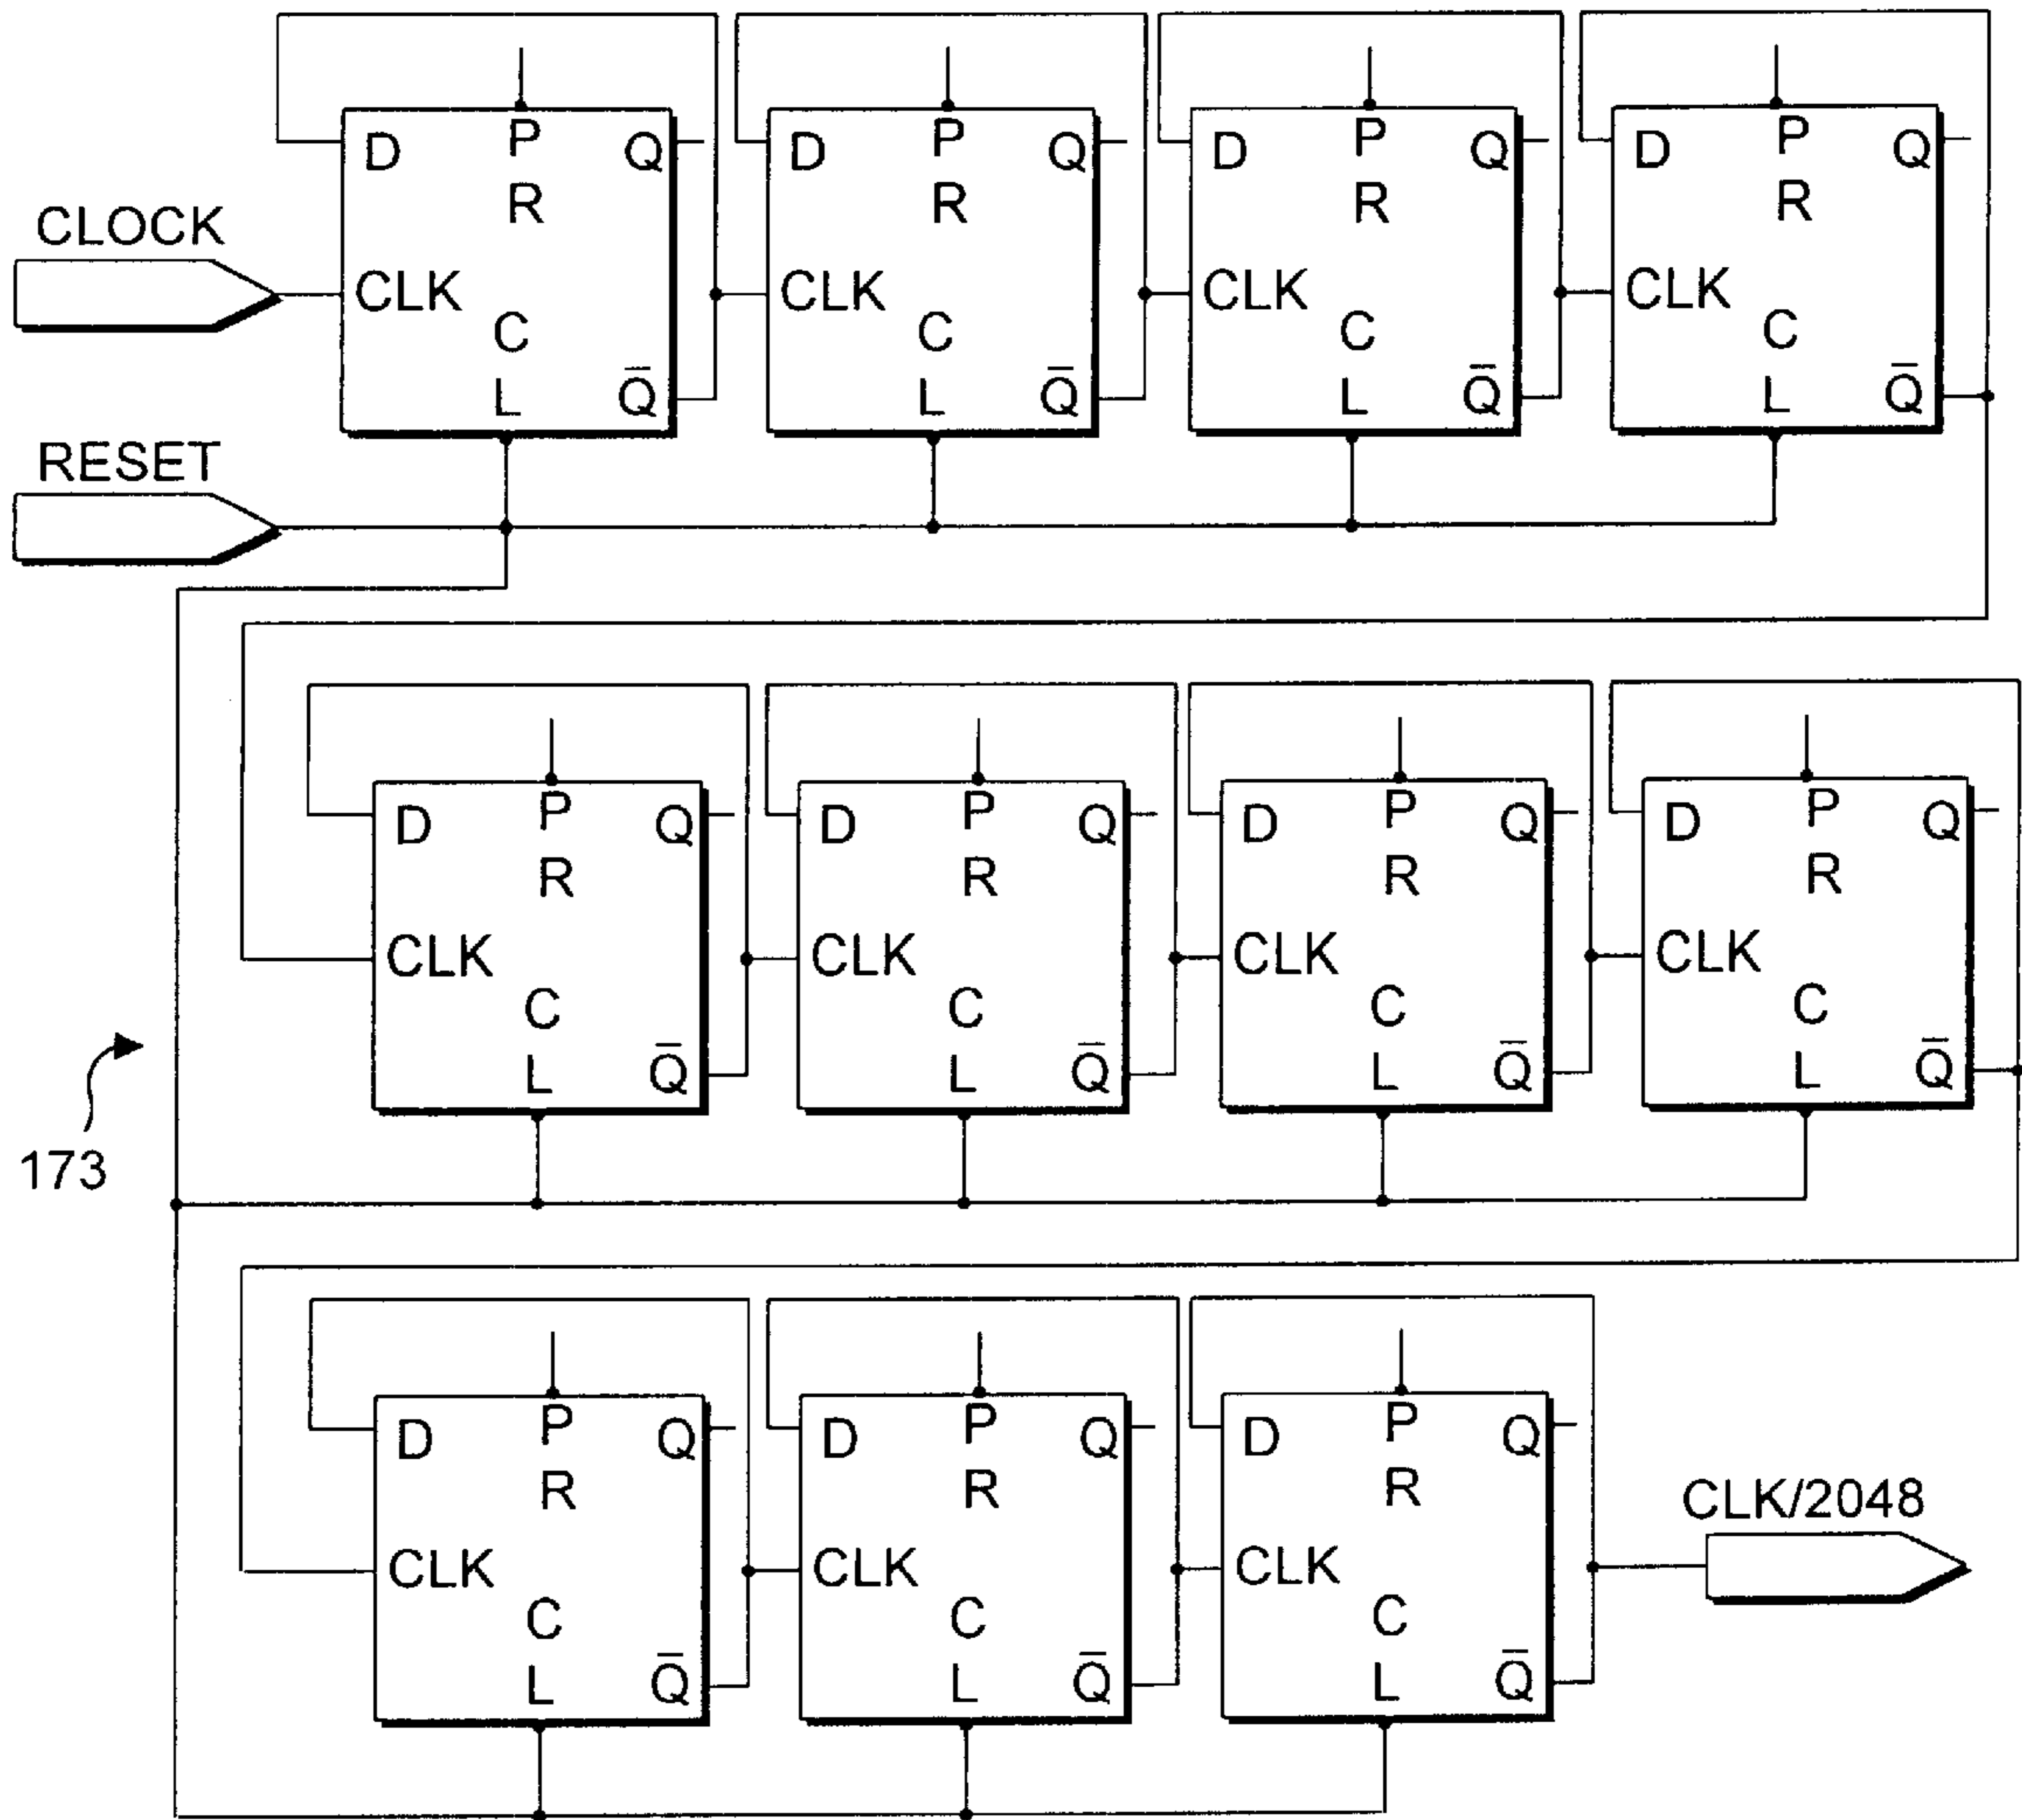 D P Q D P Q D P Q D P Q
R R R R
CLOCK
CLK CLK CLK CLK
C C C C
L Q̅ L Q̅ L Q̅ L Q̅
RESET
D P Q D P Q D P Q D P Q
R R R R
CLK CLK CLK CLK
C C C C
L Q̅ L Q̅ L Q̅ L Q̅
173
D P Q D P Q D P Q
R R R
CLK/2048
CLK CLK CLK
C C C
L Q̅ L Q̅ L Q̅